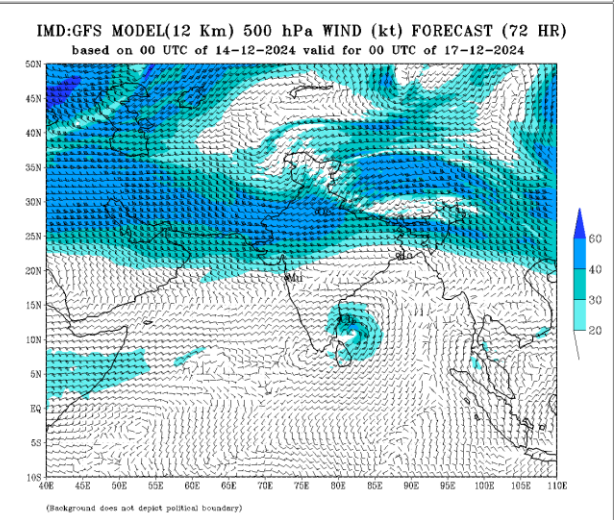 IMD:GFS MODEL(12 Km) 500 hPa WIND (kt) FORECAST (72 HR)
based on 00 UTC of 14-12-2024 valid for 00 UTC of 17-12-2024
50N
45N
40N
35N
30N
25N
20N
15N
10N
5N
EQ
5S
10S
40E 45E 50E 55E 60E 65E 70E 75E 80E 85E 90E 95E 100E 105E 110E
Mu
60
40
30
20
(Background does not depict political boundary)